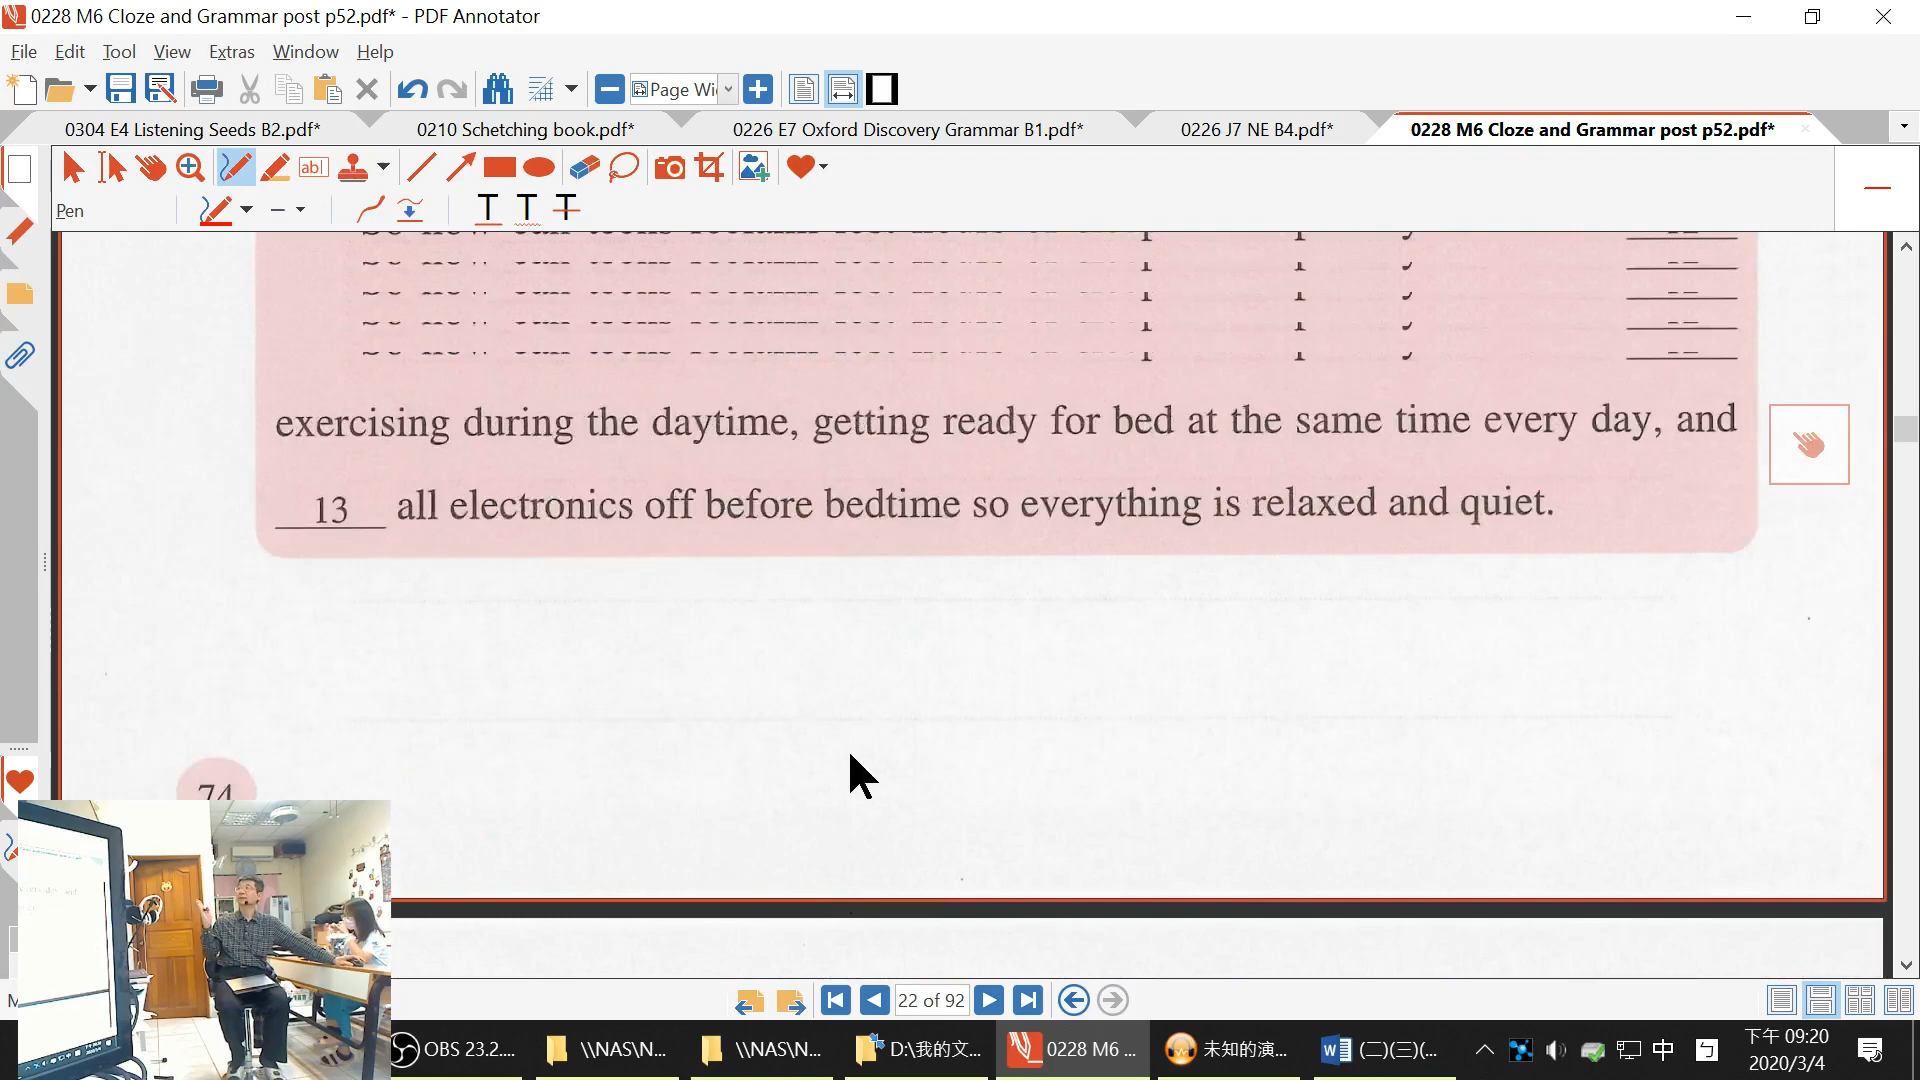 0228 M6 Cloze and Grammar post p52.pdf* - PDF Annotator
File Edit Tool View Extras Window Help
Page Wi
0304 E4 Listening Seeds B2.pdf* 0210 Schetching book.pdf* 0226 E7 Oxford Discovery Grammar B1.pdf* 0226 J7 NE B4.pdf* 0228 M6 Cloze and Grammar post p52.pdf*
ab
Pen T T T
exercising during the daytime, getting ready for bed at the same time every day, and
13 all electronics off before bedtime so everything is relaxed and quiet.
74
22 of 92
OBS 23.2.... \\NAS\N... \\NAS\N... D:\我的文... 0228 M6 ... 未知的演... (二)(三)(... 中 ㄅ 下午 09:20
2020/3/4